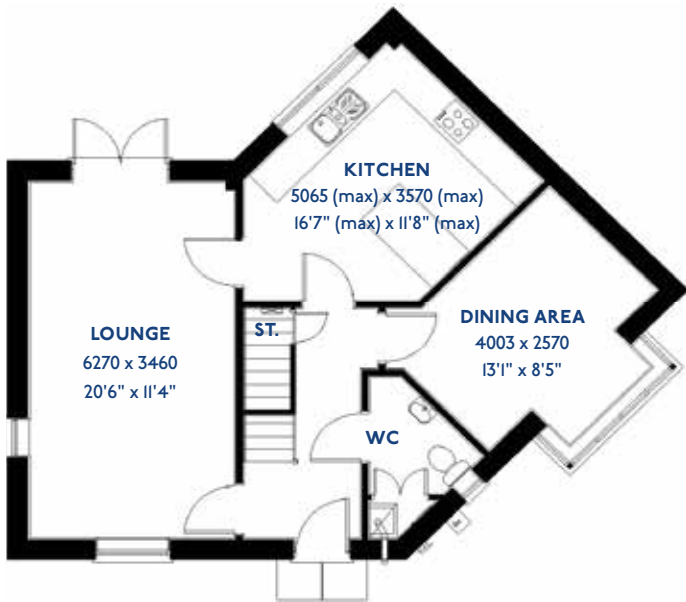 KITCHEN
5065 (max) x 3570 (max)
16'7" (max) x 11'8" (max)
LOUNGE
6270 x 3460
20'6" x 11'4"
ST.
DINING AREA
4003 x 2570
13'1" x 8'5"
WC